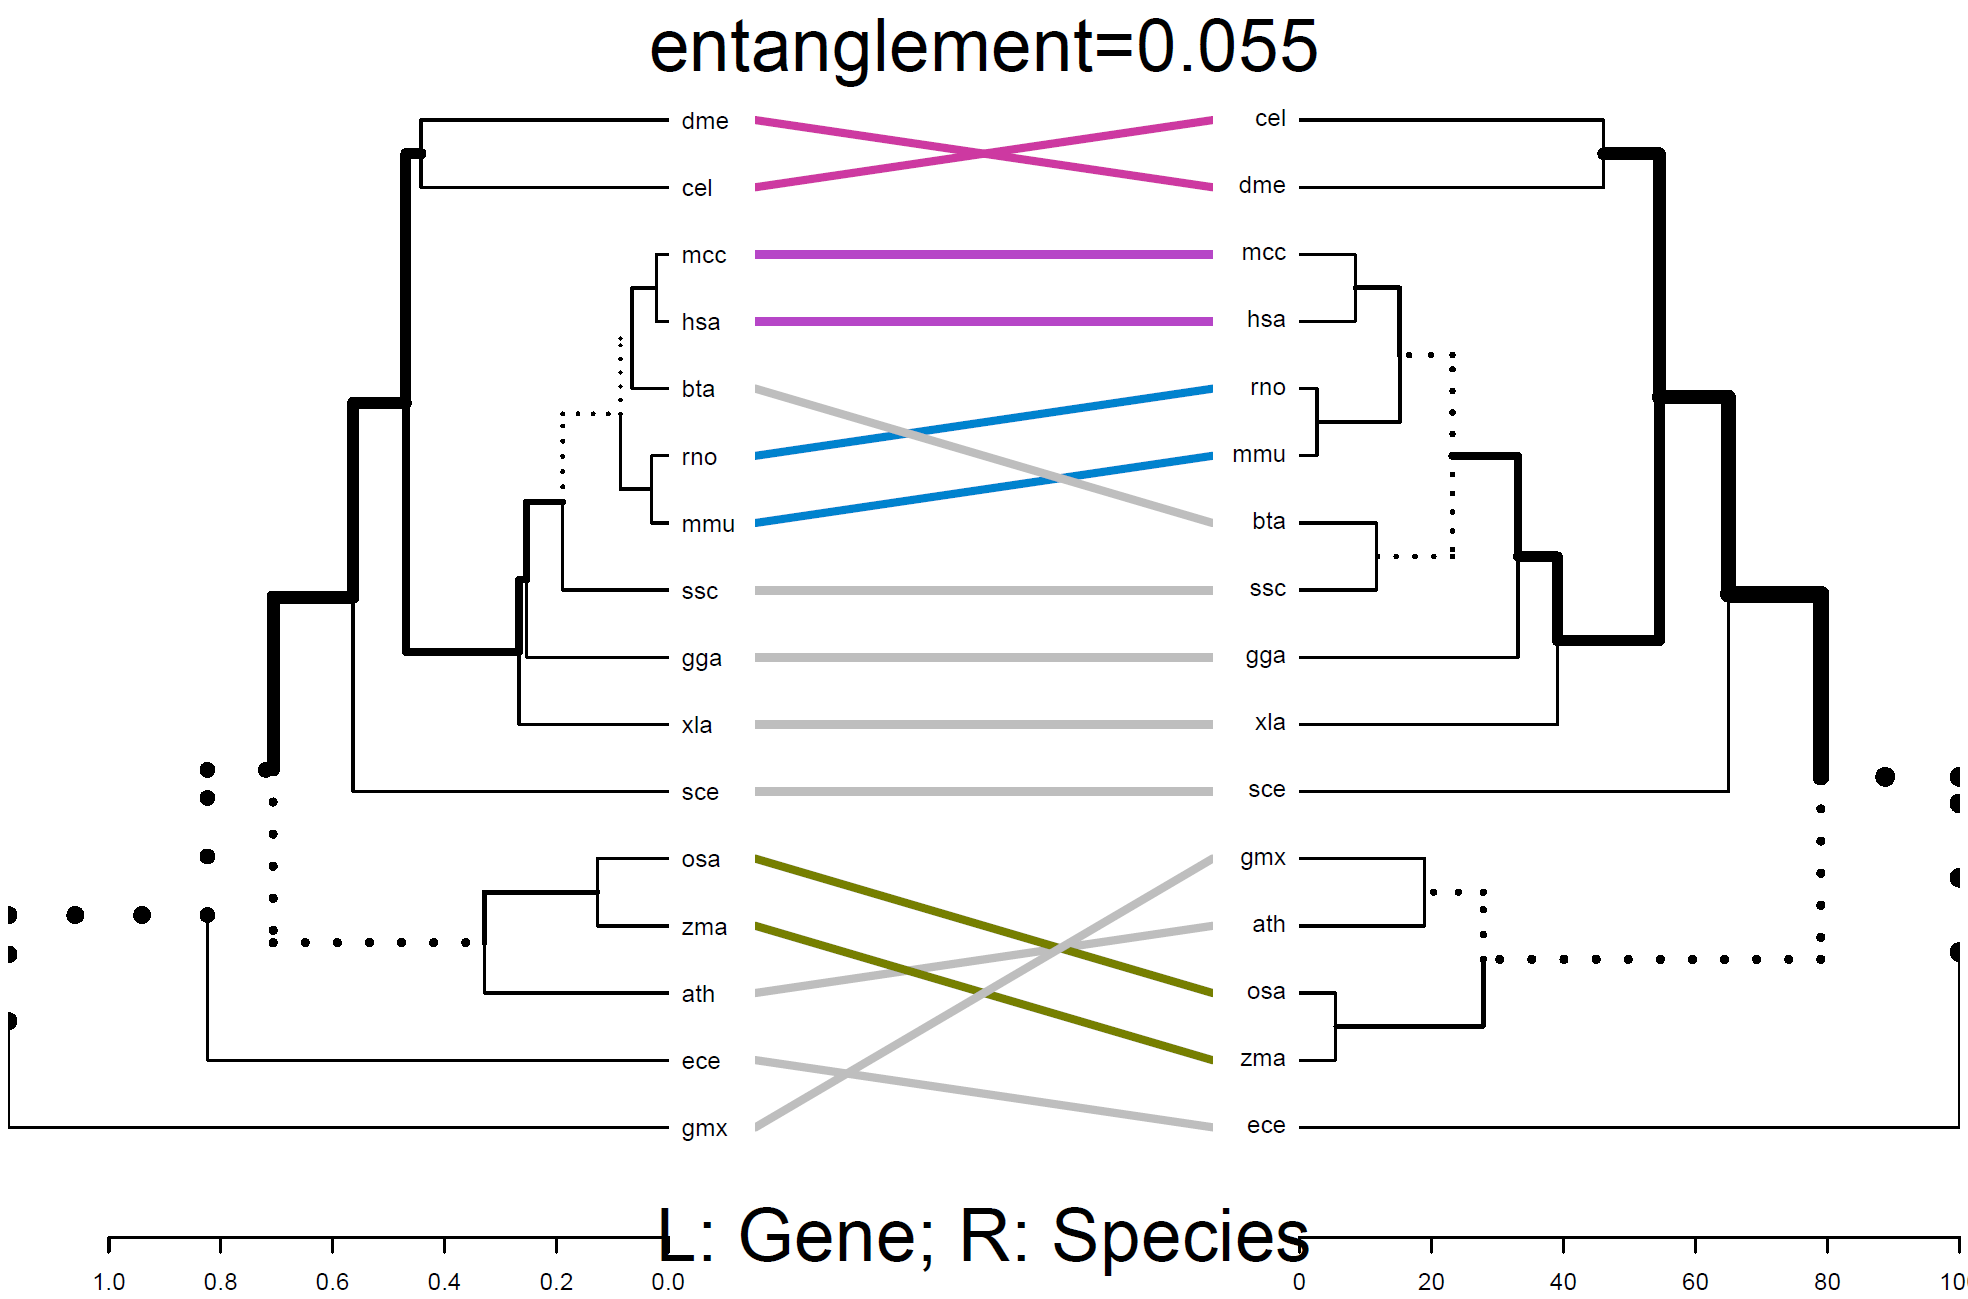 entanglement=0.055
dme cel
cel dme
mcc mcc
hsa hsa
bta rno
rno mmu
mmu bta
ssc ssc
gga gga
xla xla
sce sce
osa gmx
zma ath
ath osa
ece zma
gmx ece
L: Gene; R: Species
1.0 0.8 0.6 0.4 0.2 0.0 0 20 40 60 80 10